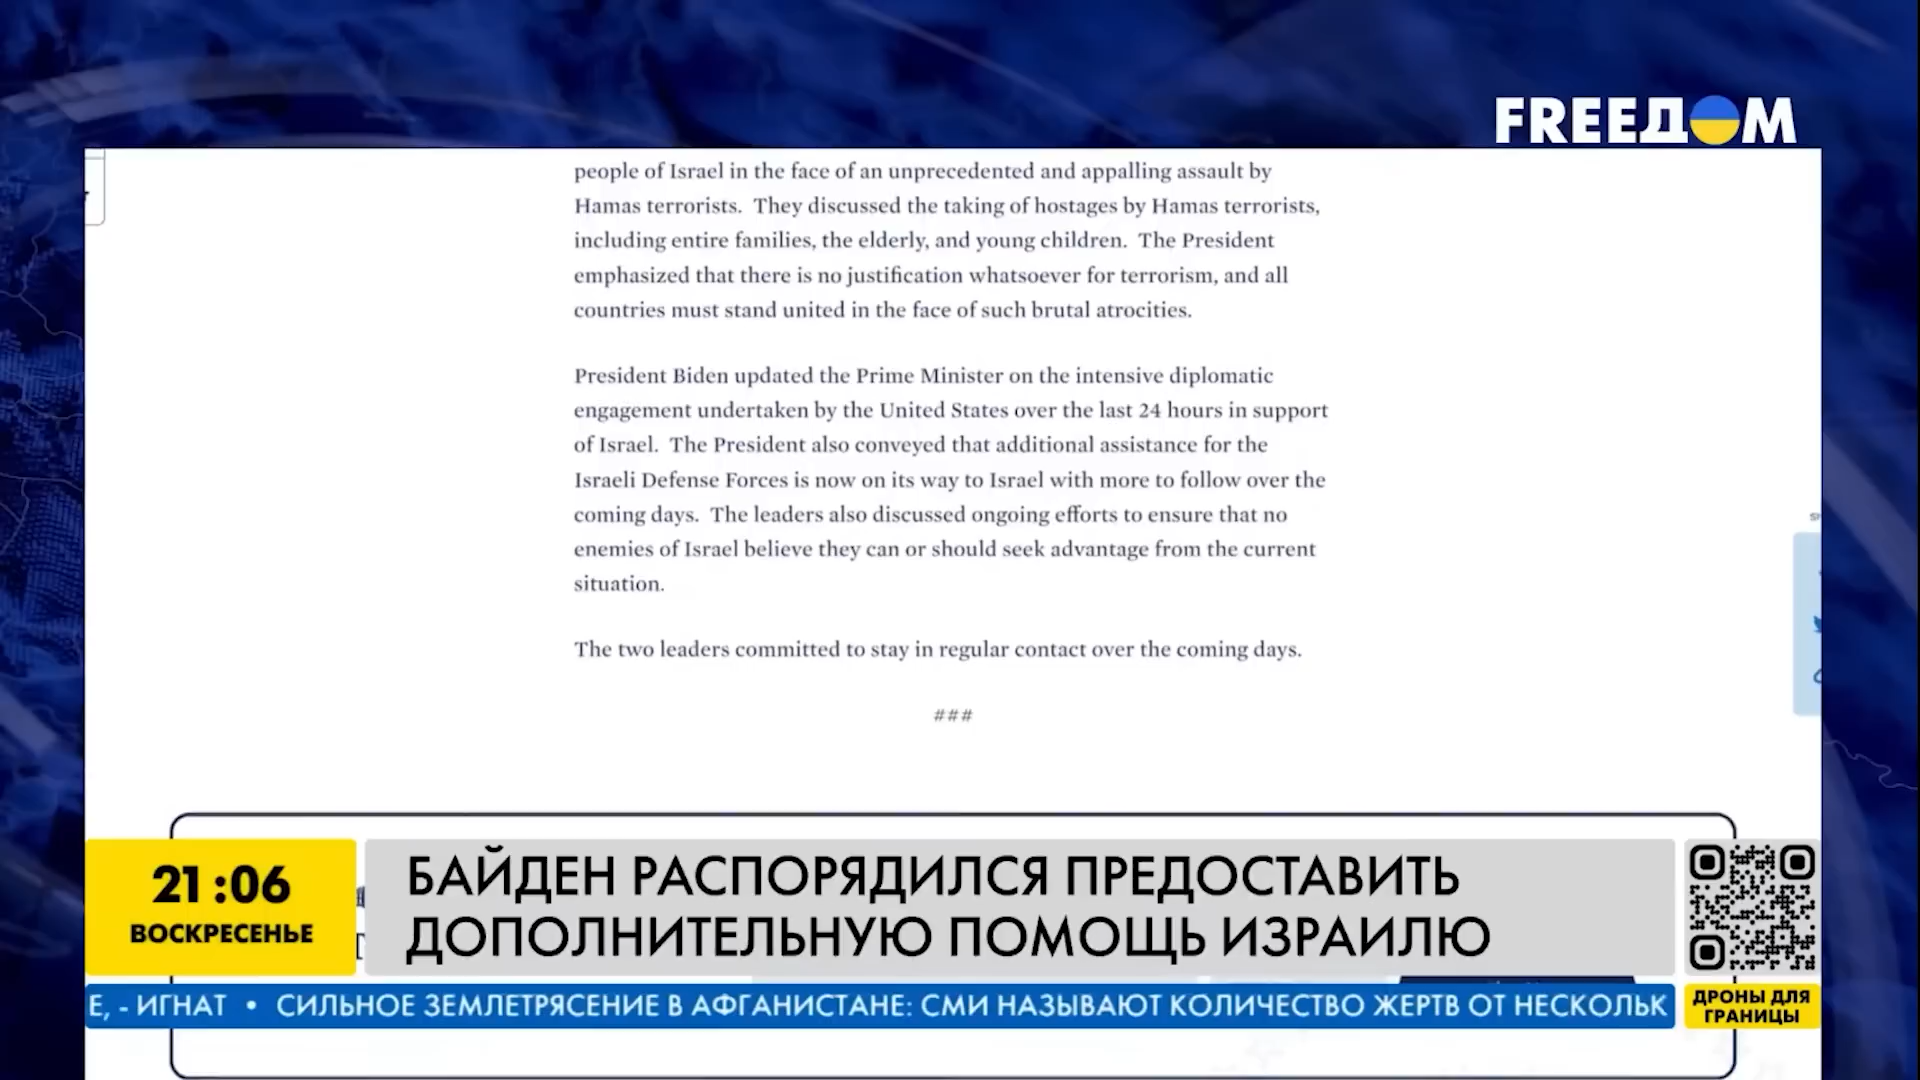 FREEДOM
people of Israel in the face of an unprecedented and appalling assault by
Hamas terrorists.  They discussed the taking of hostages by Hamas terrorists,
including entire families, the elderly, and young children.  The President
emphasized that there is no justification whatsoever for terrorism, and all
countries must stand united in the face of such brutal atrocities.
President Biden updated the Prime Minister on the intensive diplomatic
engagement undertaken by the United States over the last 24 hours in support
of Israel.  The President also conveyed that additional assistance for the
Israeli Defense Forces is now on its way to Israel with more to follow over the
coming days.  The leaders also discussed ongoing efforts to ensure that no
enemies of Israel believe they can or should seek advantage from the current
situation.
The two leaders committed to stay in regular contact over the coming days.
###
21:06
ВОСКРЕСЕНЬЕ
БАЙДЕН РАСПОРЯДИЛСЯ ПРЕДОСТАВИТЬ
ДОПОЛНИТЕЛЬНУЮ ПОМОЩЬ ИЗРАИЛЮ
Е, - ИГНАТ • СИЛЬНОЕ ЗЕМЛЕТРЯСЕНИЕ В АФГАНИСТАНЕ: СМИ НАЗЫВАЮТ КОЛИЧЕСТВО ЖЕРТВ ОТ НЕСКОЛЬК
ДРОНЫ ДЛЯ
ГРАНИЦЫ